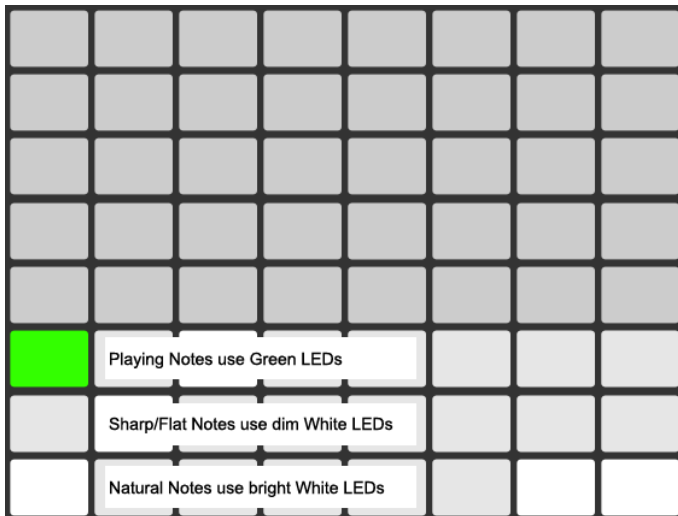 Playing Notes use Green LEDs
Sharp/Flat Notes use dim White LEDs
Natural Notes use bright White LEDs